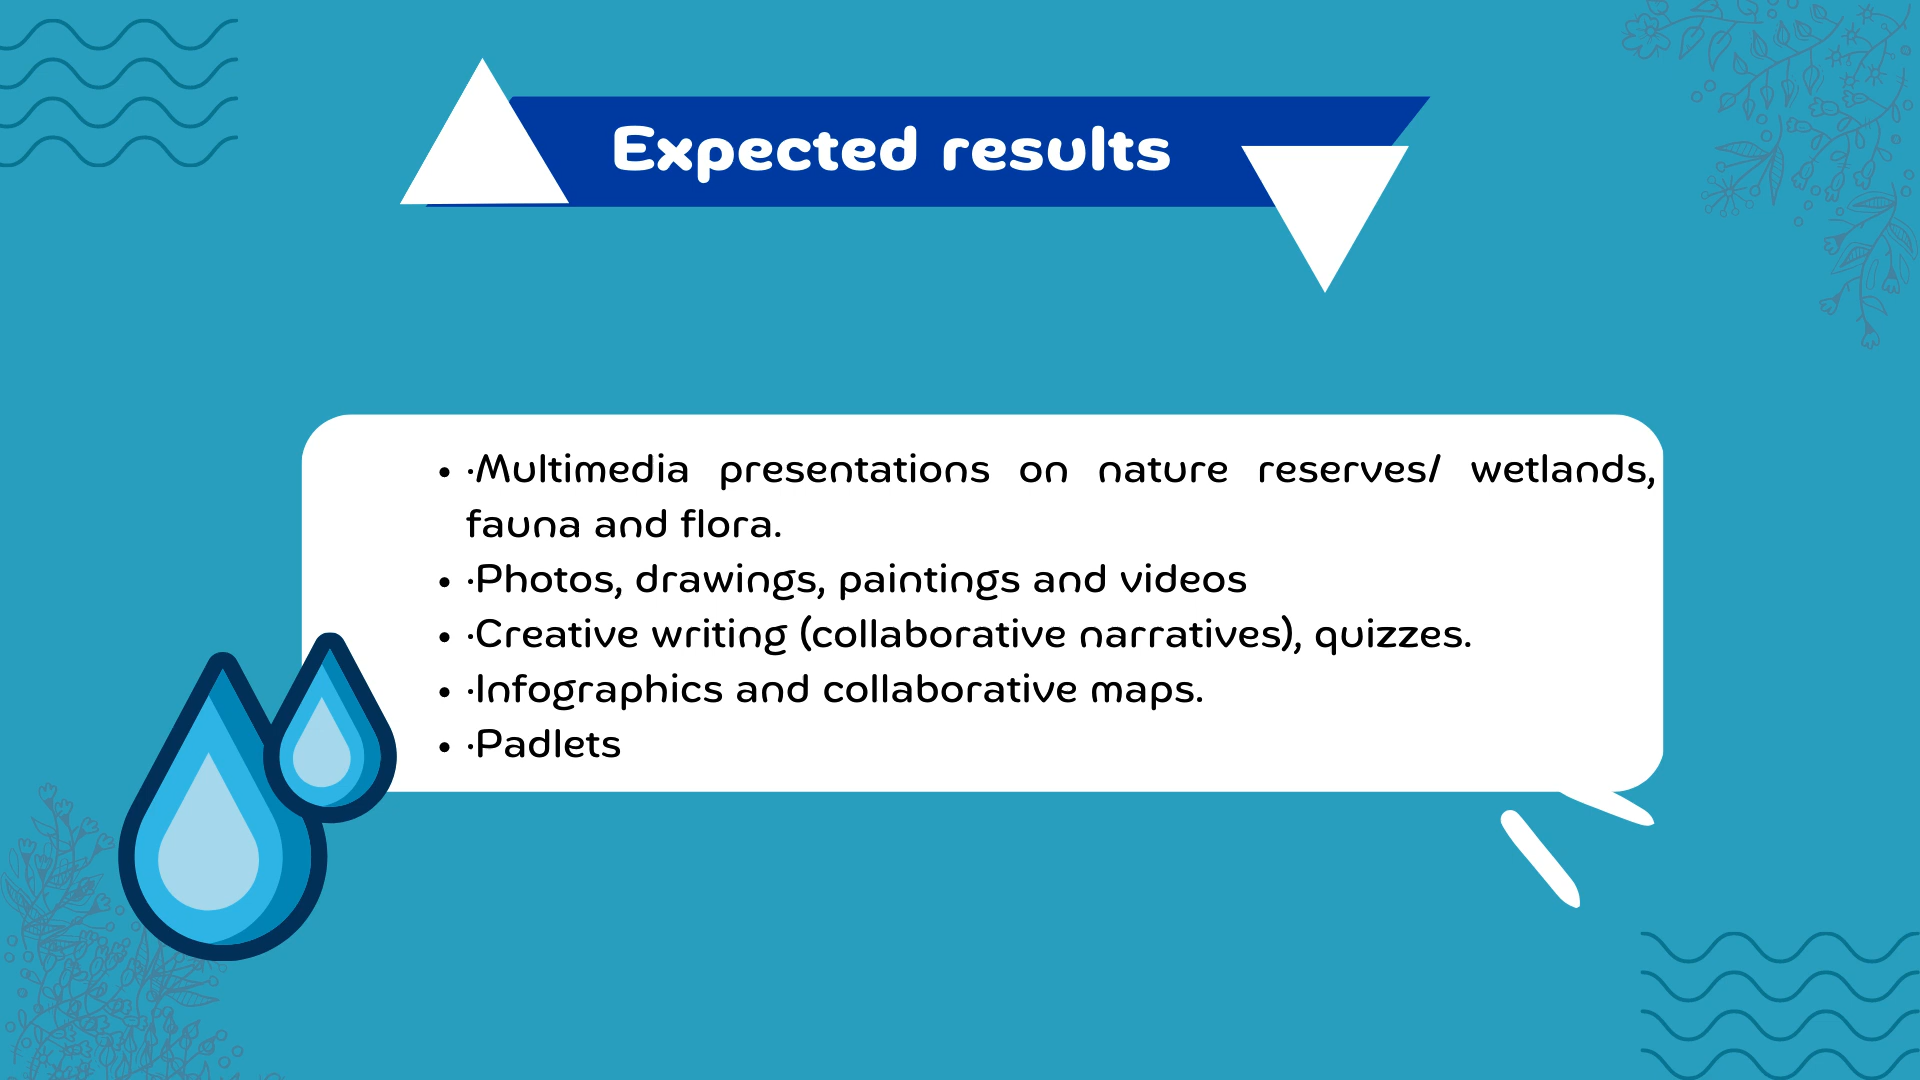 Expected results
• ·Multimedia presentations on nature reserves/ wetlands,
fauna and flora.
• ·Photos, drawings, paintings and videos
• ·Creative writing (collaborative narratives), quizzes.
• ·Infographics and collaborative maps.
• ·Padlets